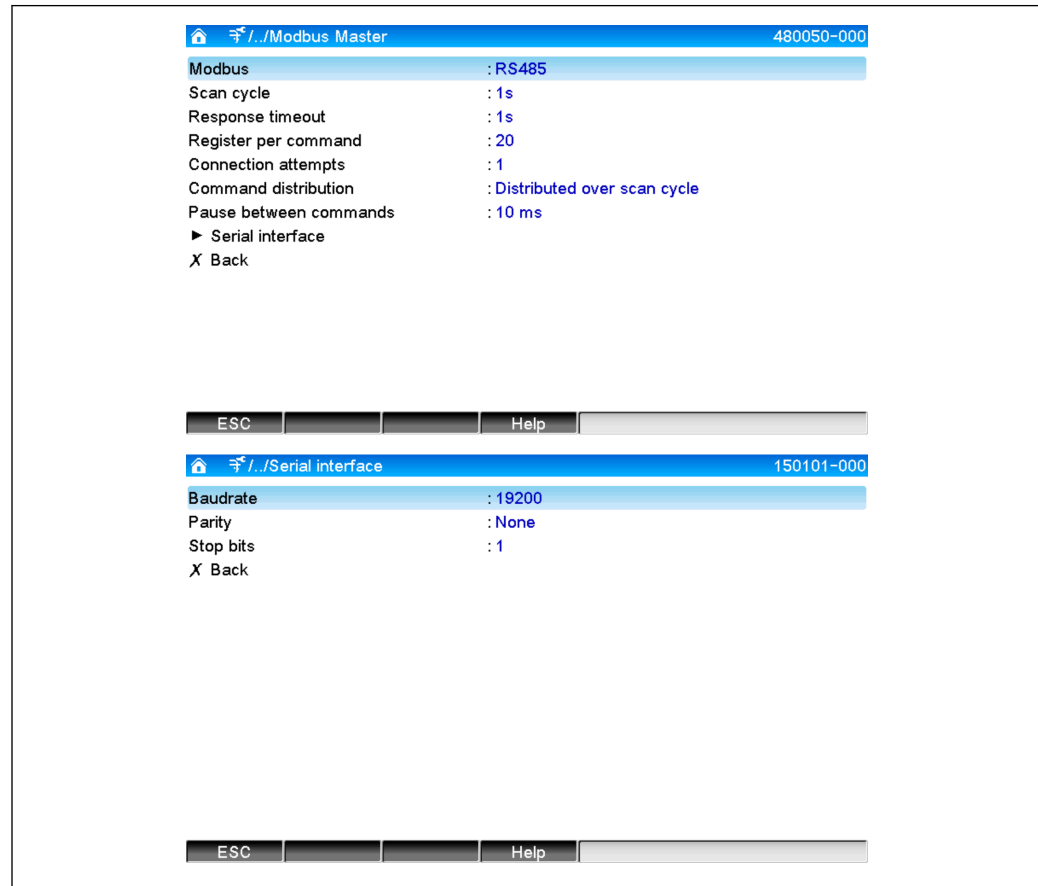 /../Modbus Master 480050-000
Modbus : RS485
Scan cycle : 1s
Response timeout : 1s
Register per command : 20
Connection attempts : 1
Command distribution : Distributed over scan cycle
Pause between commands : 10 ms
► Serial interface
X Back
ESC Help
/../Serial interface 150101-000
Baudrate : 19200
Parity : None
Stop bits : 1
X Back
ESC Help